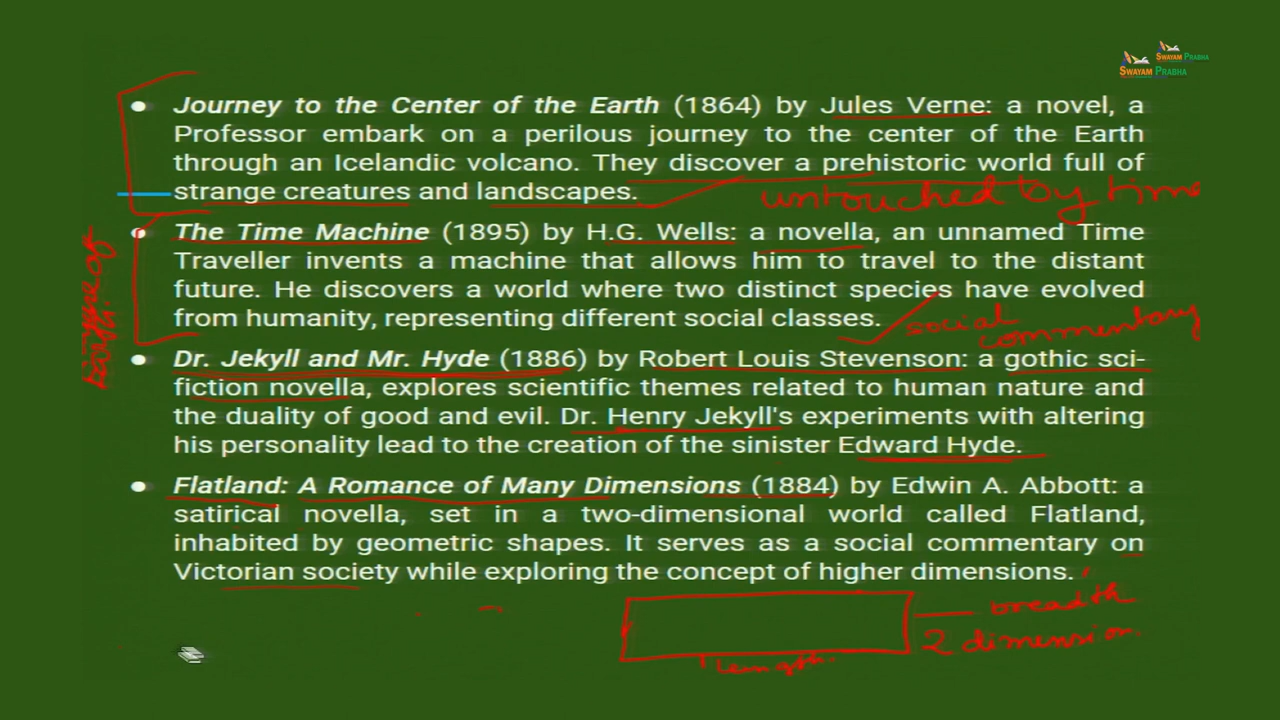 SWAYAM PRABHA
SWAYAM PRABHA
• Journey to the Center of the Earth (1864) by Jules Verne: a novel, a
Professor embark on a perilous journey to the center of the Earth
through an Icelandic volcano. They discover a prehistoric world full of
strange creatures and landscapes.
untouched by time
• The Time Machine (1895) by H.G. Wells: a novella, an unnamed Time
Traveller invents a machine that allows him to travel to the distant
future. He discovers a world where two distinct species have evolved
from humanity, representing different social classes.
social
commentary
• Dr. Jekyll and Mr. Hyde (1886) by Robert Louis Stevenson: a gothic sci-
fiction novella, explores scientific themes related to human nature and
the duality of good and evil. Dr. Henry Jekyll's experiments with altering
his personality lead to the creation of the sinister Edward Hyde.
• Flatland: A Romance of Many Dimensions (1884) by Edwin A. Abbott: a
satirical novella, set in a two-dimensional world called Flatland,
inhabited by geometric shapes. It serves as a social commentary on
Victorian society while exploring the concept of higher dimensions.
breadth
2 dimension.
length.